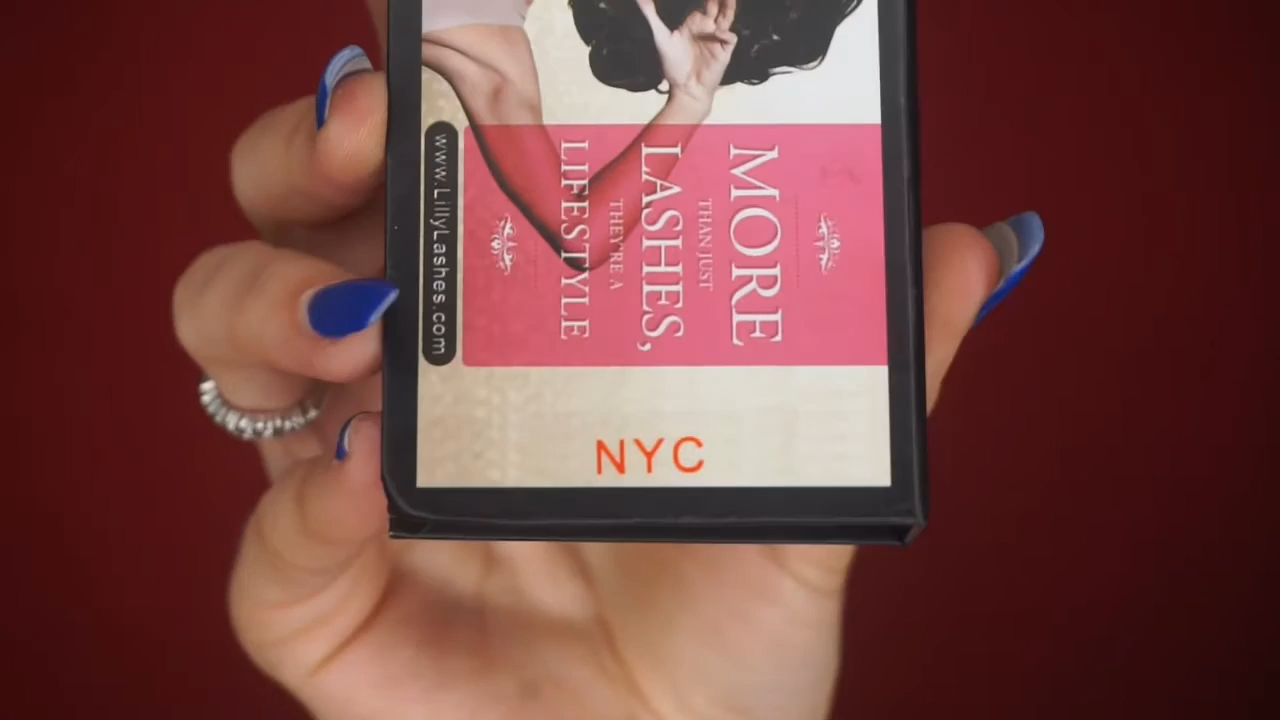 MORE
THAN JUST
LASHES,
THEY'RE A
LIFESTYLE
www.LillyLashes.com
NYC